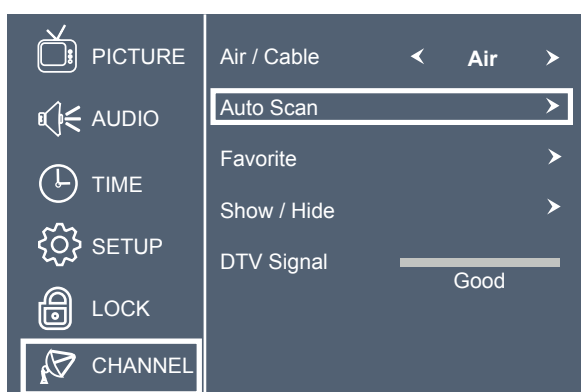 PICTURE
AUDIO
TIME
SETUP
LOCK
CHANNEL
Air / Cable Air
Auto Scan
Favorite
Show / Hide
DTV Signal
Good